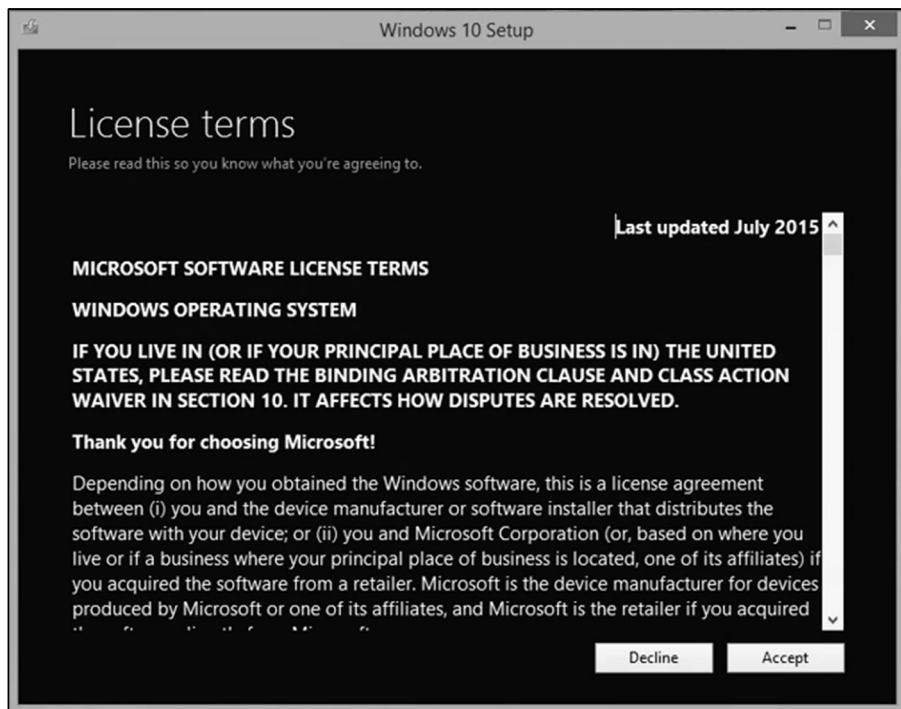 Windows 10 Setup
License terms
Please read this so you know what you're agreeing to.
Last updated July 2015
MICROSOFT SOFTWARE LICENSE TERMS
WINDOWS OPERATING SYSTEM
IF YOU LIVE IN (OR IF YOUR PRINCIPAL PLACE OF BUSINESS IS IN) THE UNITED
STATES, PLEASE READ THE BINDING ARBITRATION CLAUSE AND CLASS ACTION
WAIVER IN SECTION 10. IT AFFECTS HOW DISPUTES ARE RESOLVED.
Thank you for choosing Microsoft!
Depending on how you obtained the Windows software, this is a license agreement
between (i) you and the device manufacturer or software installer that distributes the
software with your device; or (ii) you and Microsoft Corporation (or, based on where you
live or if a business where your principal place of business is located, one of its affiliates) if
you acquired the software from a retailer. Microsoft is the device manufacturer for devices
produced by Microsoft or one of its affiliates, and Microsoft is the retailer if you acquired
Decline Accept